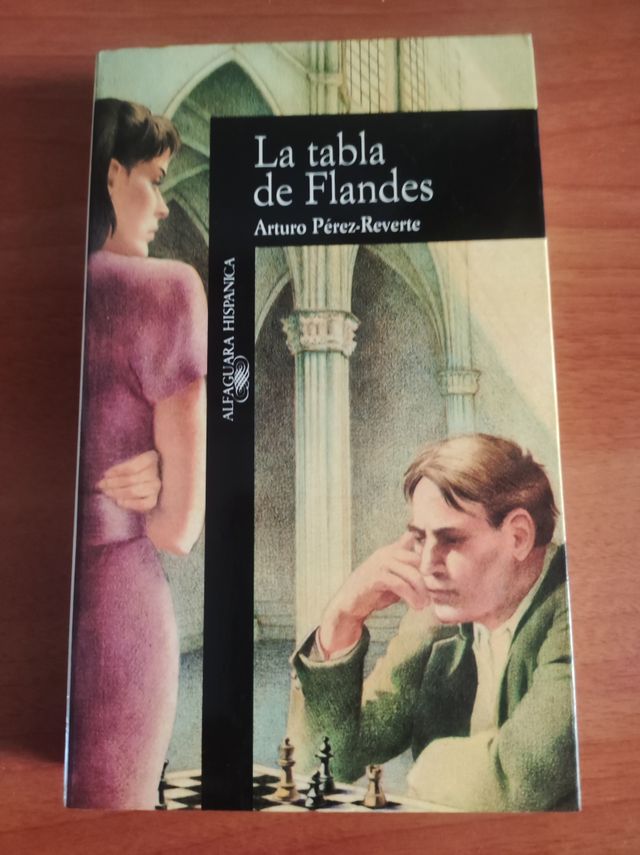 La tabla
de Flandes
Arturo Pérez-Reverte
ALFAGUARA HISPANICA